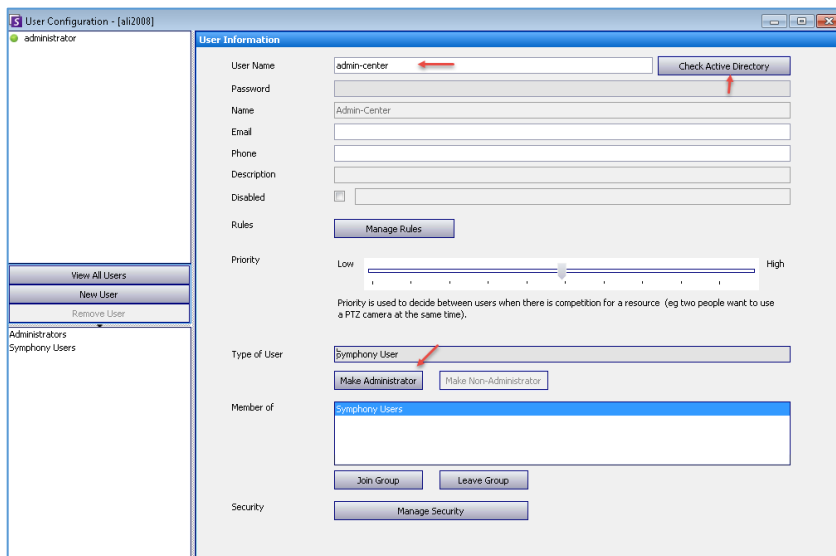 User Configuration - [ali2008]
administrator
View All Users
New User
Remove User
Administrators
Symphony Users
User Information
User Name
admin-center
Check Active Directory
Password
Name
Admin-Center
Email
Phone
Description
Disabled
Rules
Manage Rules
Priority
Low
High
Priority is used to decide between users when there is competition for a resource (eg two people want to use
a PTZ camera at the same time).
Type of User
Symphony User
Make Administrator
Make Non-Administrator
Member of
Symphony Users
Join Group
Leave Group
Security
Manage Security